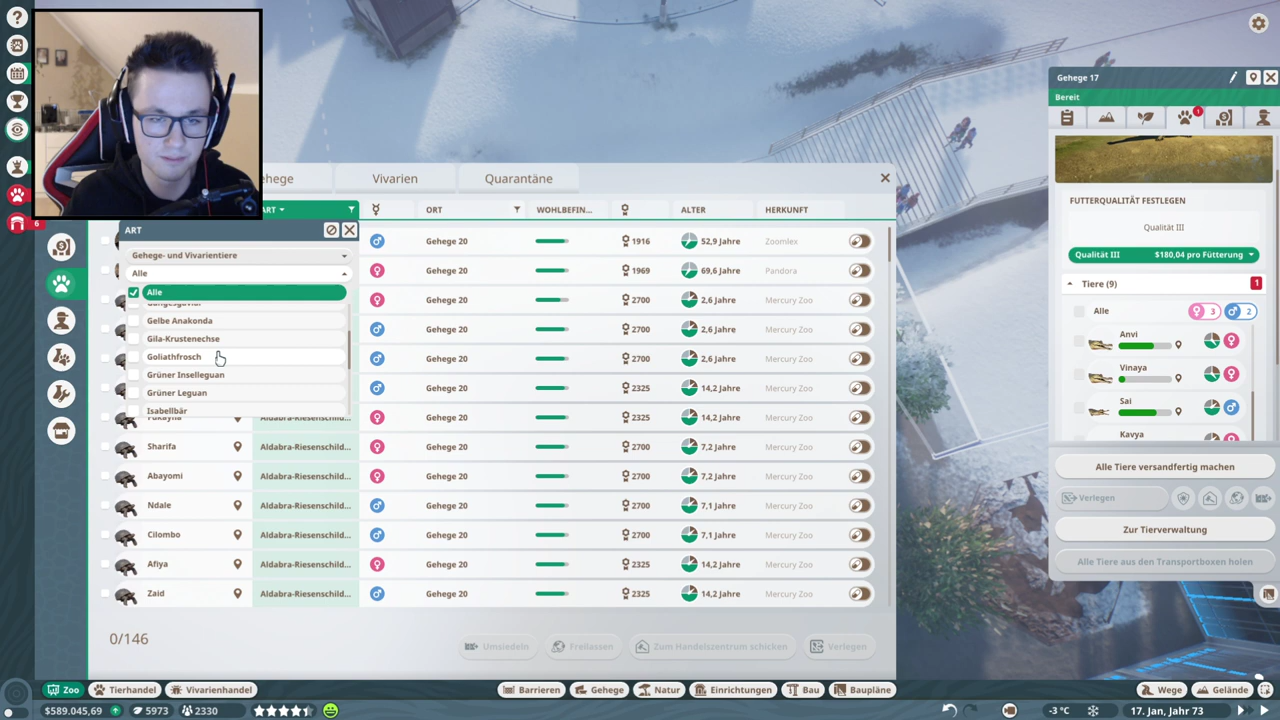 Gehege 17
Bereit
1
ehege
Vivarien
Quarantäne
FUTTERQUALITÄT FESTLEGEN
Qualität III
Qualität III $180,04 pro Fütterung
Tiere (9) 1
Alle 3 2
Anvi
Vinaya
Sai
Kavya
Alle Tiere versandfertig machen
Verlegen
Zur Tierverwaltung
Alle Tiere aus den Transportboxen holen
6
ART ORT WOHLBEFIN... ALTER HERKUNFT
ART
Gehege- und Vivarientiere
Alle
Alle
Gelbe Anakonda
Gila-Krustenechse
Goliathfrosch
Grüner Inselleguan
Grüner Leguan
Isabellbär
Gehege 20 1916 52,9 Jahre Zoomlex
Gehege 20 1969 69,6 Jahre Pandora
Gehege 20 2700 2,6 Jahre Mercury Zoo
Gehege 20 2700 2,6 Jahre Mercury Zoo
Gehege 20 2700 2,6 Jahre Mercury Zoo
Gehege 20 2325 14,2 Jahre Mercury Zoo
Aldabra-Riesenschild... Gehege 20 2325 14,2 Jahre Mercury Zoo
Sharifa Aldabra-Riesenschild... Gehege 20 2325 14,2 Jahre Mercury Zoo
Abayomi Aldabra-Riesenschild... Gehege 20 2700 7,2 Jahre Mercury Zoo
Ndale Aldabra-Riesenschild... Gehege 20 2700 7,1 Jahre Mercury Zoo
Cilombo Aldabra-Riesenschild... Gehege 20 2700 7,1 Jahre Mercury Zoo
Afiya Aldabra-Riesenschild... Gehege 20 2325 14,2 Jahre Mercury Zoo
Zaid Aldabra-Riesenschild... Gehege 20 2325 14,2 Jahre Mercury Zoo
0/146
Umsiedeln
Freilassen
Zum Handelszentrum schicken
Verlegen
Zoo
Tierhandel
Vivarienhandel
Barrieren
Gehege
Natur
Einrichtungen
Bau
Baupläne
Wege
Gelände
$589.045,69 5973 2330
-3 °C
17. Jan, Jahr 73